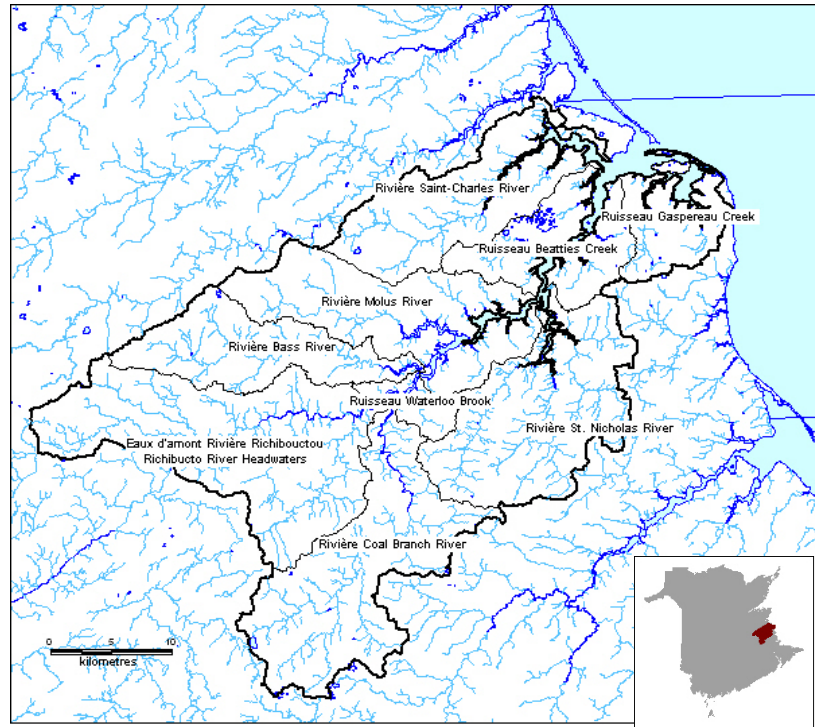 Rivière Saint-Charles River
Ruisseau Gaspereau Creek
Ruisseau Beatties Creek
Rivière Molus River
Rivière Bass River
Ruisseau Waterloo Brook
Rivière St. Nicholas River
Eaux d'amont Rivière Richibouctou
Richibucto River Headwaters
Rivière Coal Branch River
0 5 10
kilometres